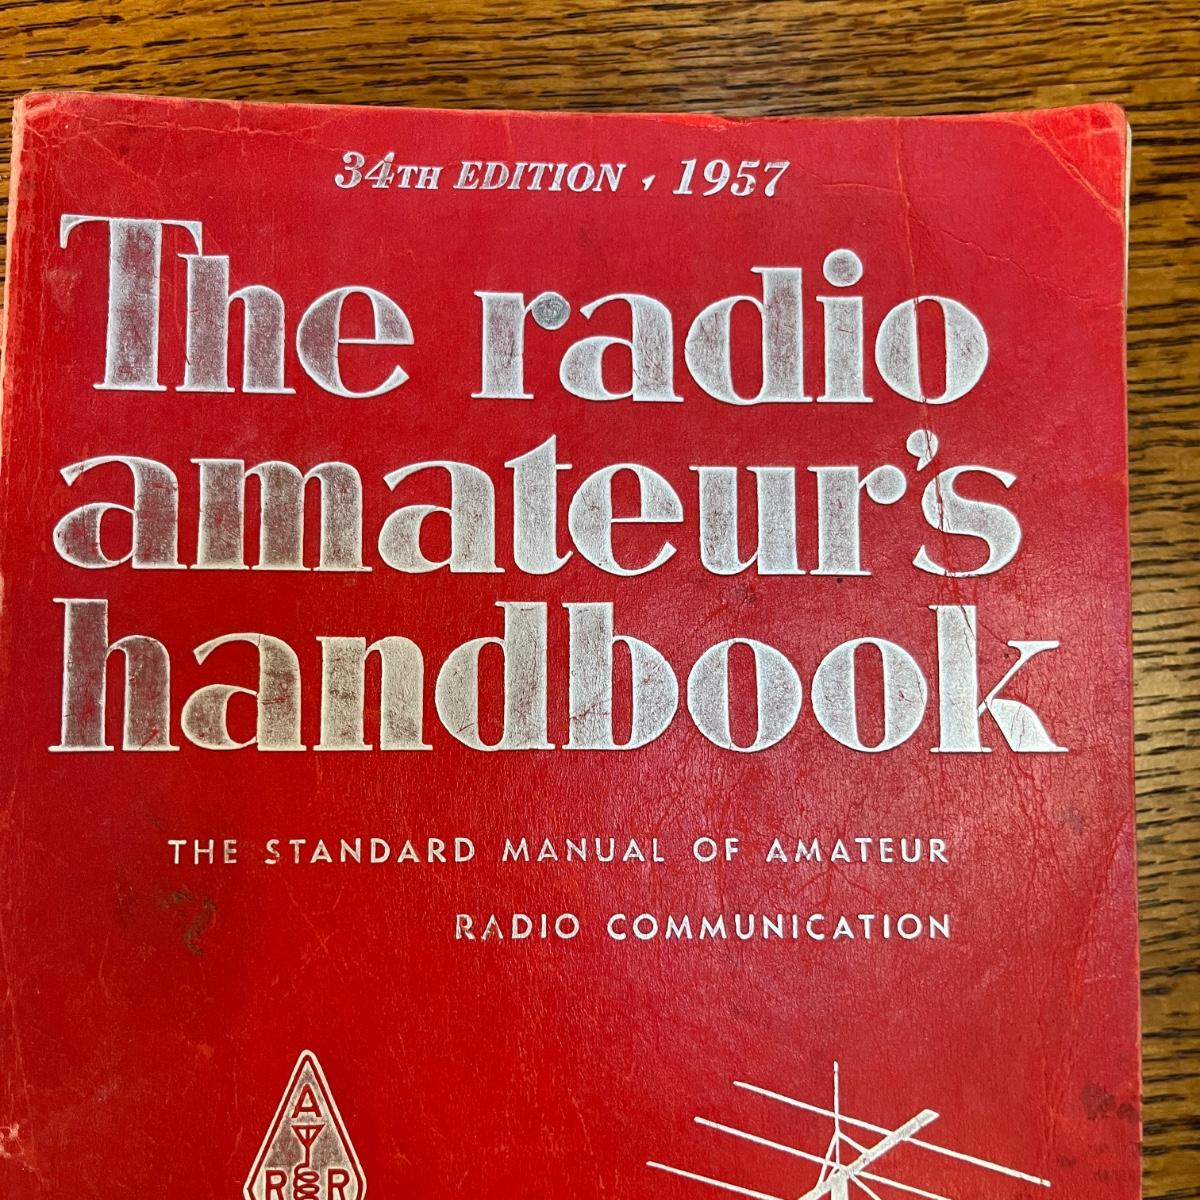 34TH EDITION · 1957
The radio
amateur's
handbook
THE STANDARD MANUAL OF AMATEUR
RADIO COMMUNICATION
A
R R